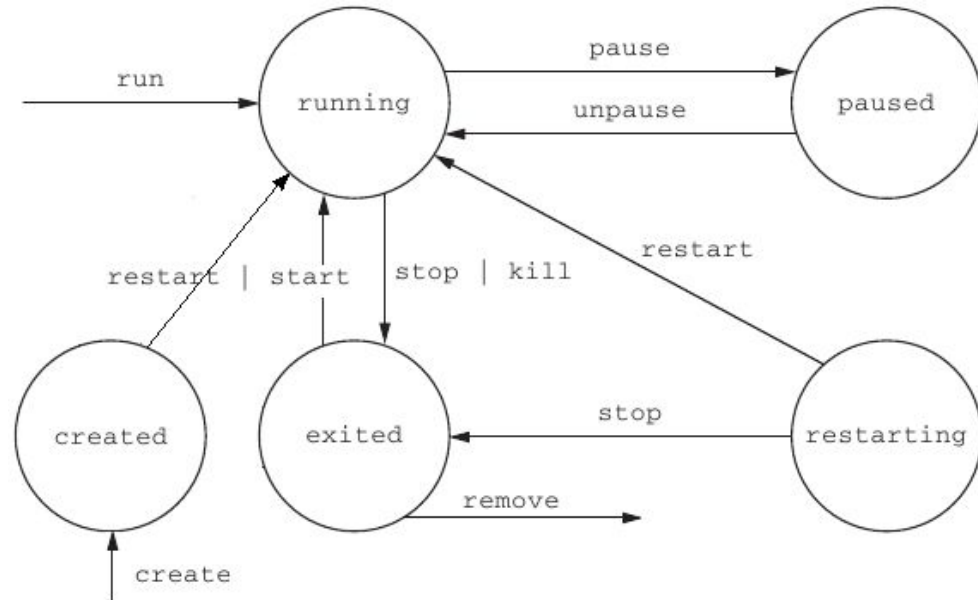 pause
run
running
paused
unpause
restart
restart | start
stop | kill
stop
created
exited
restarting
remove
create